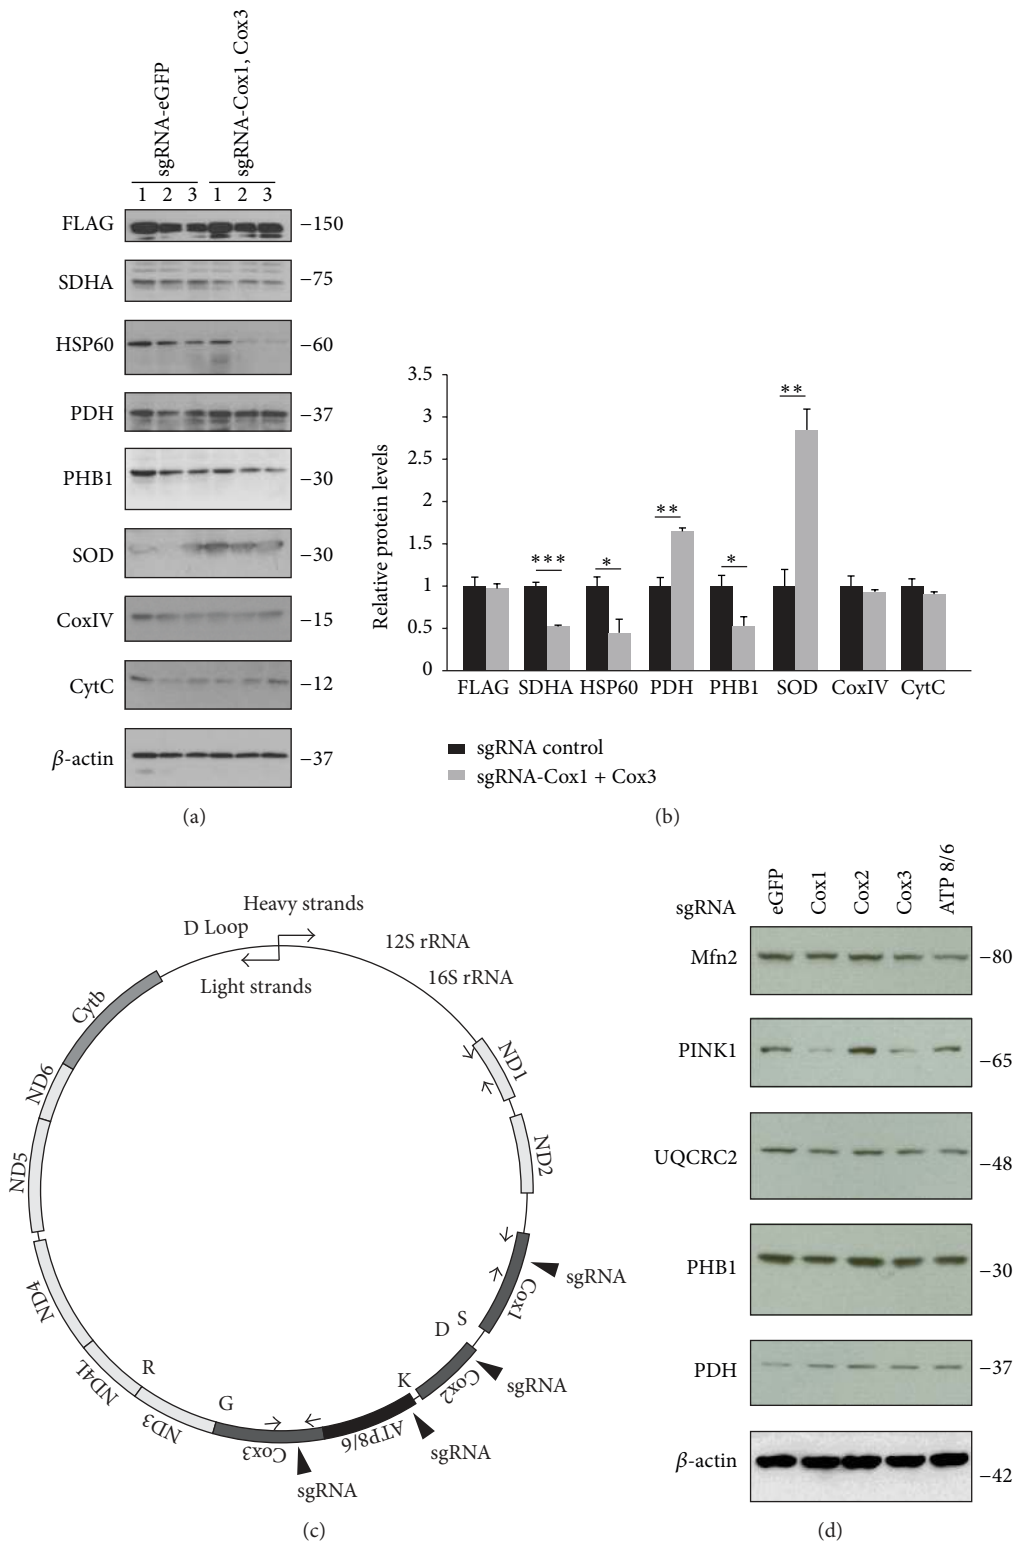 sgRNA-eGFP
sgRNA-Cox1, Cox3
1 2 3 1 2 3
FLAG −150
SDHA −75
HSP60 −60
PDH −37
PHB1 −30
SOD −30
CoxIV −15
CytC −12
β-actin −37
(a)
Relative protein levels
3.5
3
2.5
2
1.5
1
0.5
0
***
*
**
*
**
FLAG SDHA HSP60 PDH PHB1 SOD CoxIV CytC
sgRNA control
sgRNA-Cox1 + Cox3
(b)
Heavy strands
D Loop
12S rRNA
Light strands
16S rRNA
Cytb
ND1
ND6
ND2
ND5
sgRNA
Cox1
ND4
D S
Cox2
sgRNA
R
K
ND4L
G
ND3
ATP8/6
sgRNA
Cox3
sgRNA
(c)
sgRNA eGFP Cox1 Cox2 Cox3 ATP 8/6
Mfn2 −80
PINK1 −65
UQCRC2 −48
PHB1 −30
PDH −37
β-actin −42
(d)